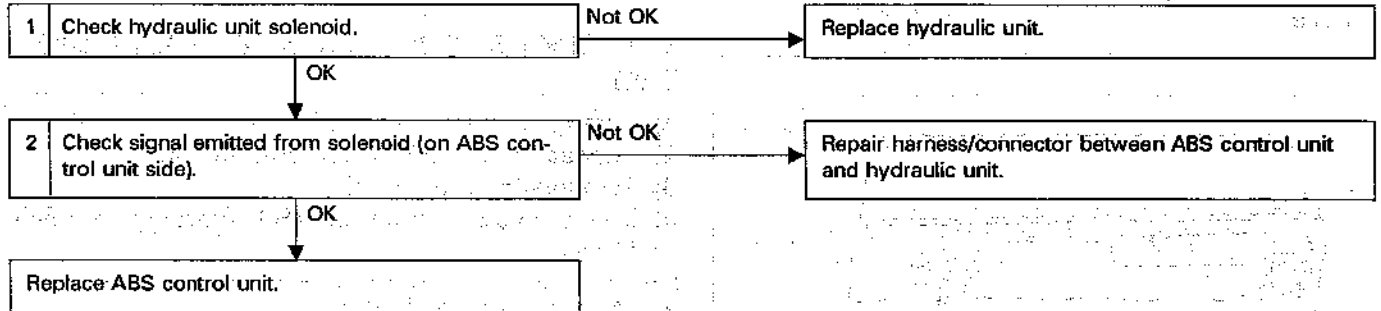 1 Check hydraulic unit solenoid.
Not OK
Replace hydraulic unit.
OK
2 Check signal emitted from solenoid (on ABS con-
trol unit side).
Not OK
Repair harness/connector between ABS control unit
and hydraulic unit.
OK
Replace ABS control unit.